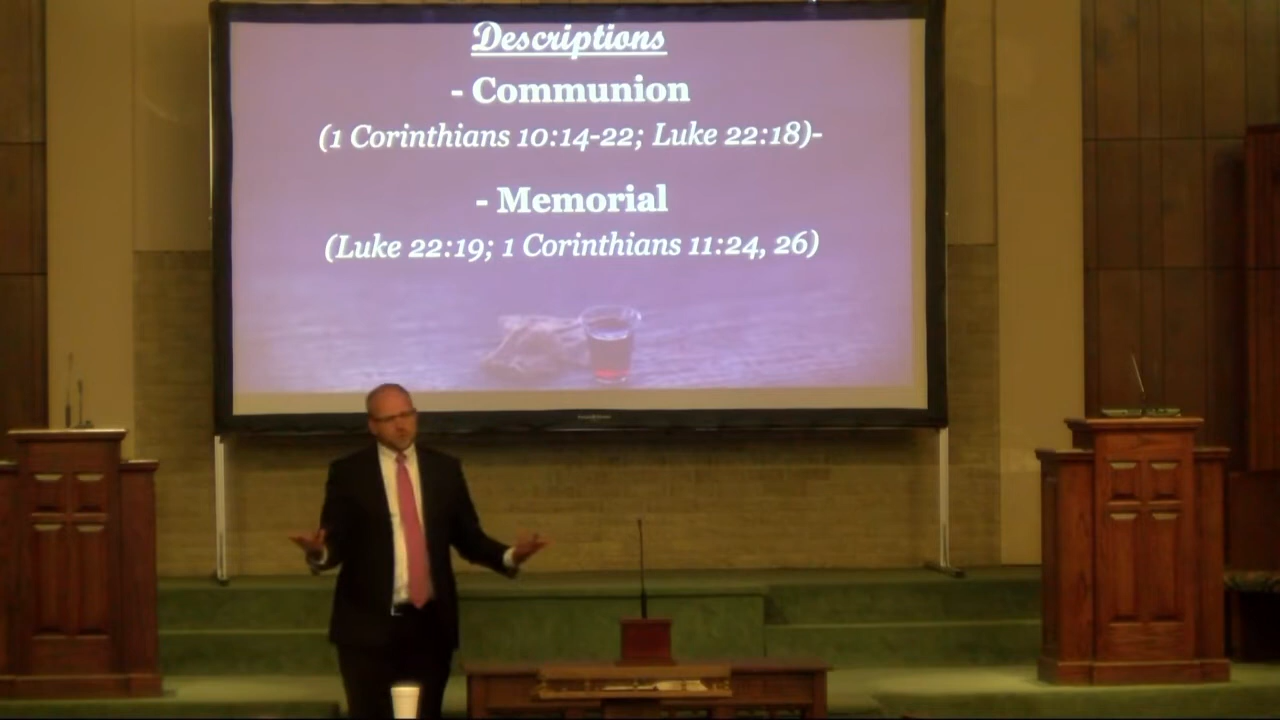 Descriptions
- Communion
(1 Corinthians 10:14-22; Luke 22:18)-
- Memorial
(Luke 22:19; 1 Corinthians 11:24, 26)